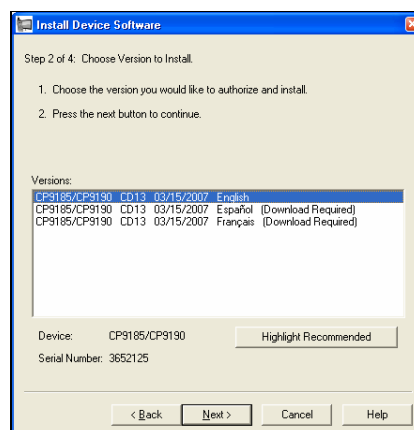 Install Device Software
Step 2 of 4: Choose Version to Install.
1. Choose the version you would like to authorize and install.
2. Press the next button to continue.
Versions:
CP9185/CP9190 CD13 03/15/2007 English
CP9185/CP9190 CD13 03/15/2007 Español (Download Required)
CP9185/CP9190 CD13 03/15/2007 Français (Download Required)
Device: CP9185/CP9190 Highlight Recommended
Serial Number: 3652125
< Back Next > Cancel Help